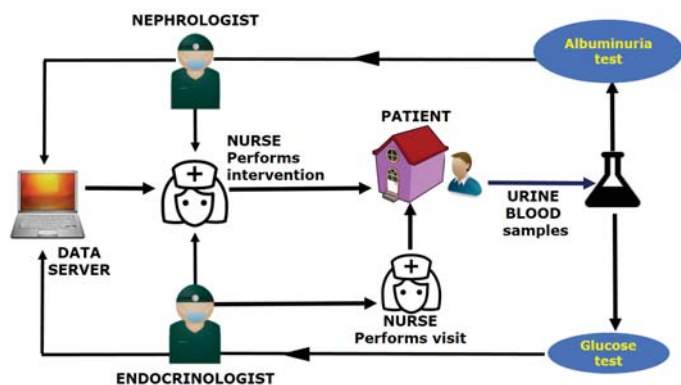 NEPHROLOGIST
Albuminuria
test
PATIENT
NURSE
Performs
intervention
URINE
BLOOD
samples
DATA
SERVER
NURSE
Performs visit
Glucose
test
ENDOCRINOLOGIST